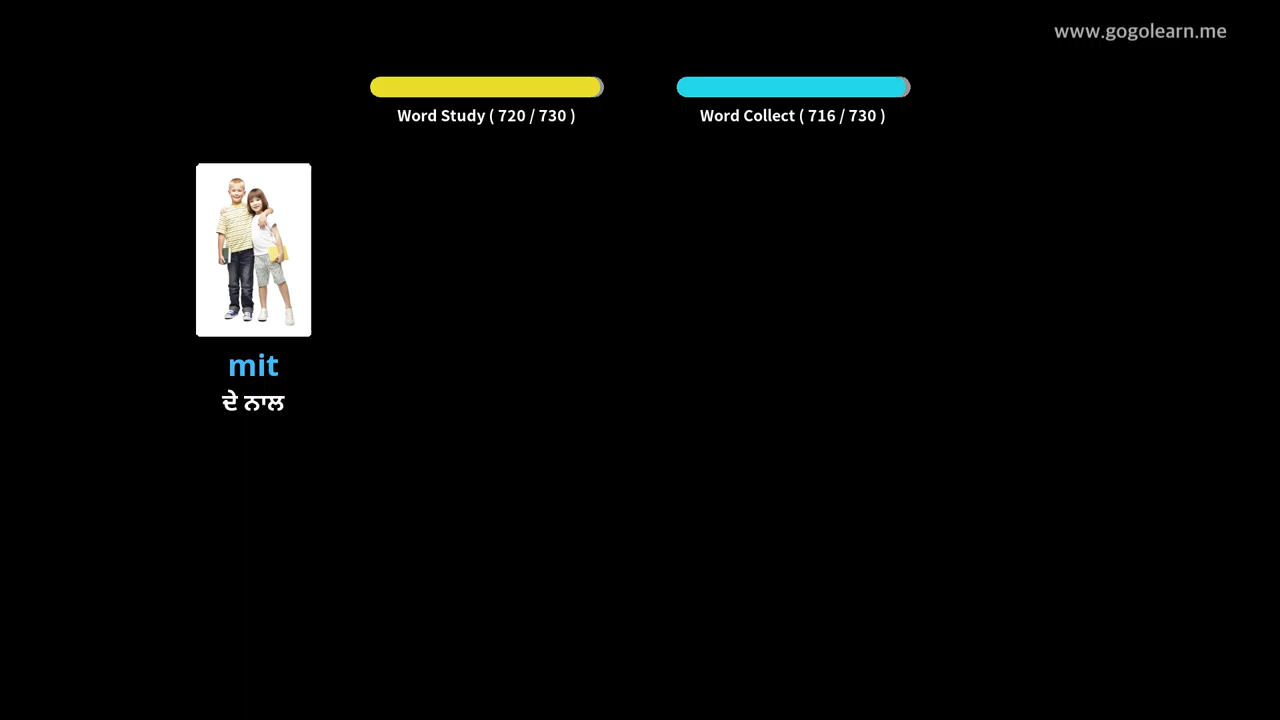 www.gogolearn.me
Word Study ( 720 / 730 )
Word Collect ( 716 / 730 )
mit
ਦੇ ਨਾਲ